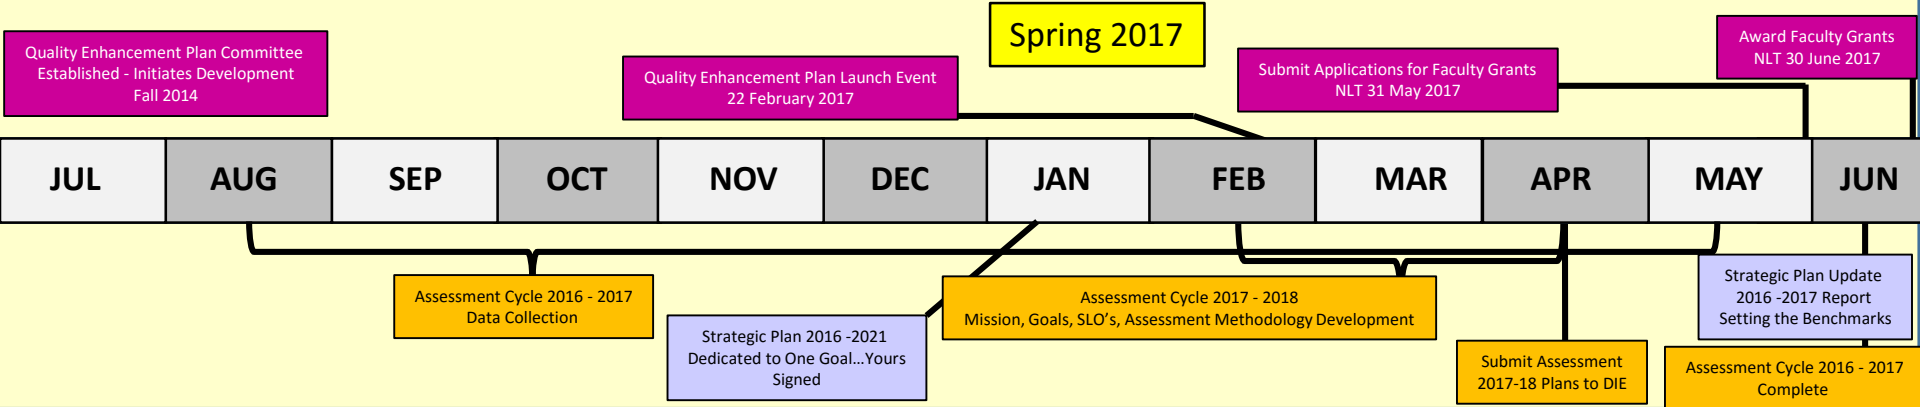 Spring 2017
Quality Enhancement Plan Committee
Established - Initiates Development
Fall 2014
Quality Enhancement Plan Launch Event
22 February 2017
Submit Applications for Faculty Grants
NLT 31 May 2017
Award Faculty Grants
NLT 30 June 2017
JUL AUG SEP OCT NOV DEC JAN FEB MAR APR MAY JUN
Assessment Cycle 2016 - 2017
Data Collection
Strategic Plan 2016 -2021
Dedicated to One Goal...Yours
Signed
Assessment Cycle 2017 - 2018
Mission, Goals, SLO's, Assessment Methodology Development
Submit Assessment
2017-18 Plans to DIE
Strategic Plan Update
2016 -2017 Report
Setting the Benchmarks
Assessment Cycle 2016 - 2017
Complete